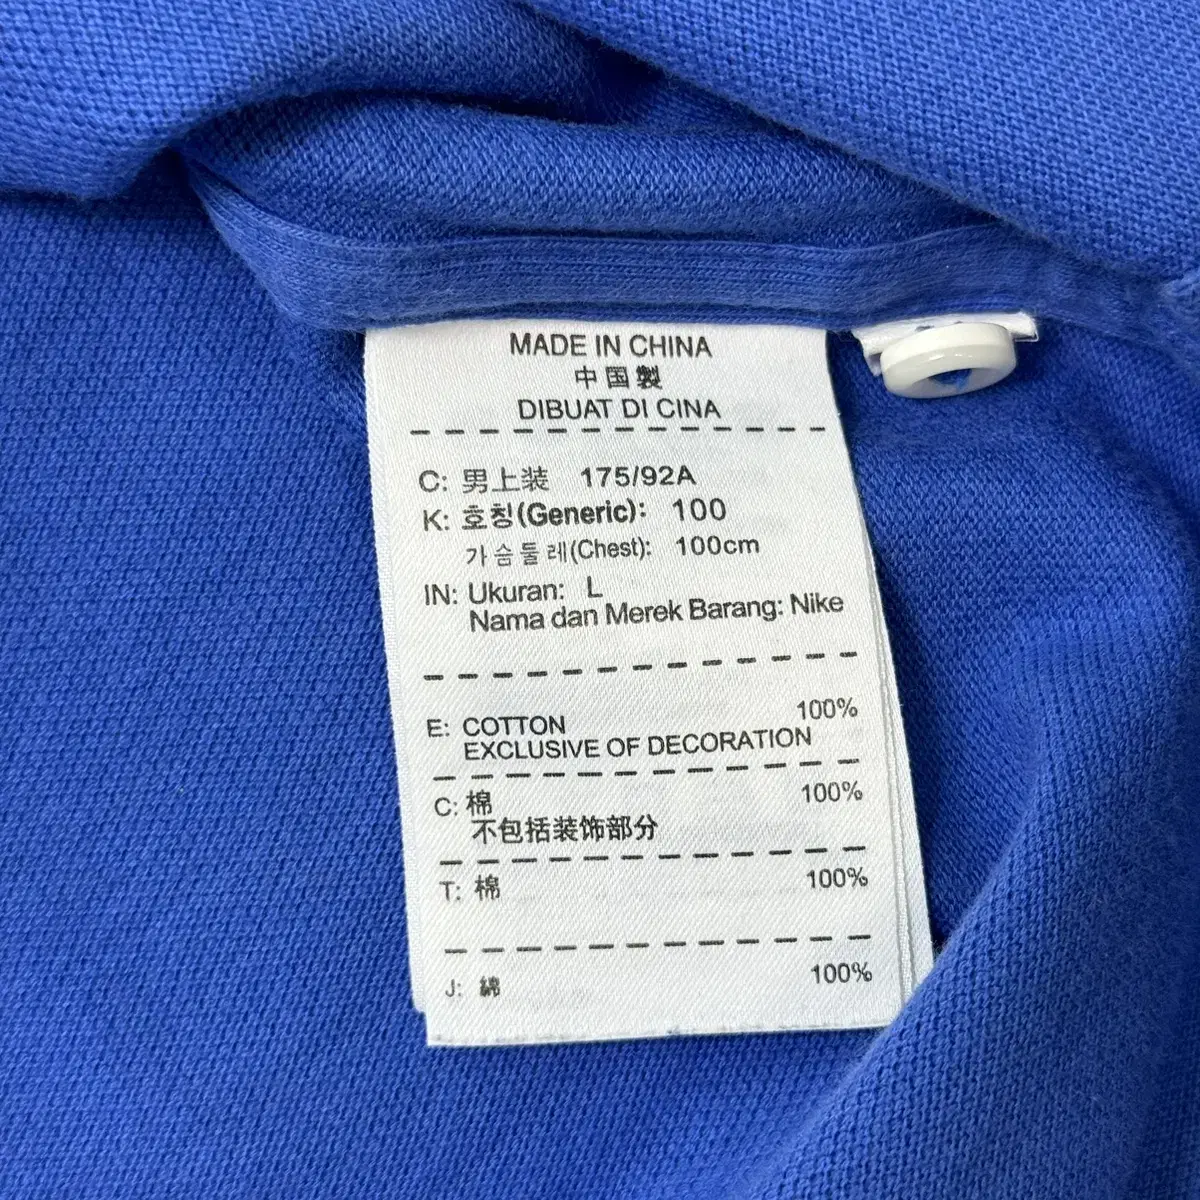 MADE IN CHINA
中国製
DIBUAT DI CINA
C: 男上装 175/92A
K: 호칭(Generic): 100
가슴둘레(Chest): 100cm
IN: Ukuran: L
Nama dan Merek Barang: Nike
E: COTTON 100%
EXCLUSIVE OF DECORATION
C: 棉 100%
不包括装饰部分
T: 棉 100%
J: 綿 100%